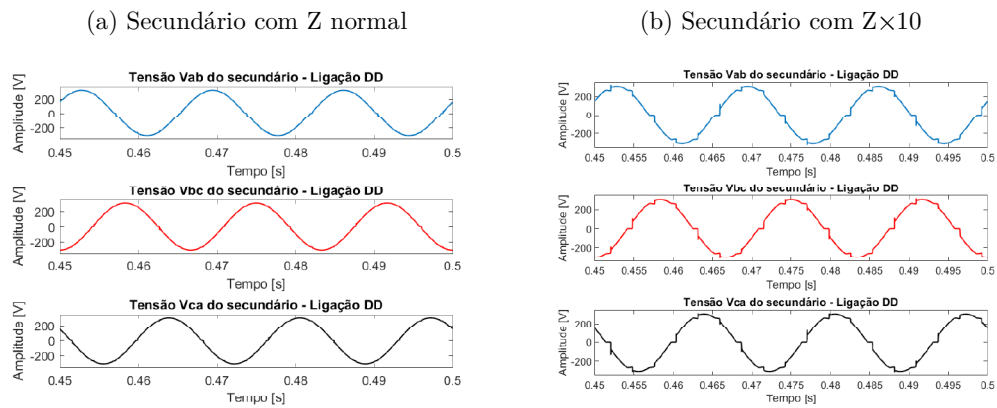 (a) Secundário com Z normal
Tensão Vab do secundário - Ligação DD
Amplitude [V]
200
0
-200
0.45 0.46 0.47 0.48 0.49 0.5
Tempo [s]
Tensão Vbc do secundário - Ligação DD
Amplitude [V]
200
0
-200
0.45 0.46 0.47 0.48 0.49 0.5
Tempo [s]
Tensão Vca do secundário - Ligação DD
Amplitude [V]
200
0
-200
0.45 0.46 0.47 0.48 0.49 0.5
Tempo [s]
(b) Secundário com Z×10
Tensão Vab do secundário - Ligação DD
Amplitude [V]
200
0
-200
0.45 0.455 0.46 0.465 0.47 0.475 0.48 0.485 0.49 0.495 0.5
Tempo [s]
Tensão Vbc do secundário - Ligação DD
Amplitude [V]
200
0
-200
0.45 0.455 0.46 0.465 0.47 0.475 0.48 0.485 0.49 0.495 0.5
Tempo [s]
Tensão Vca do secundário - Ligação DD
Amplitude [V]
200
0
-200
0.45 0.455 0.46 0.465 0.47 0.475 0.48 0.485 0.49 0.495 0.5
Tempo [s]